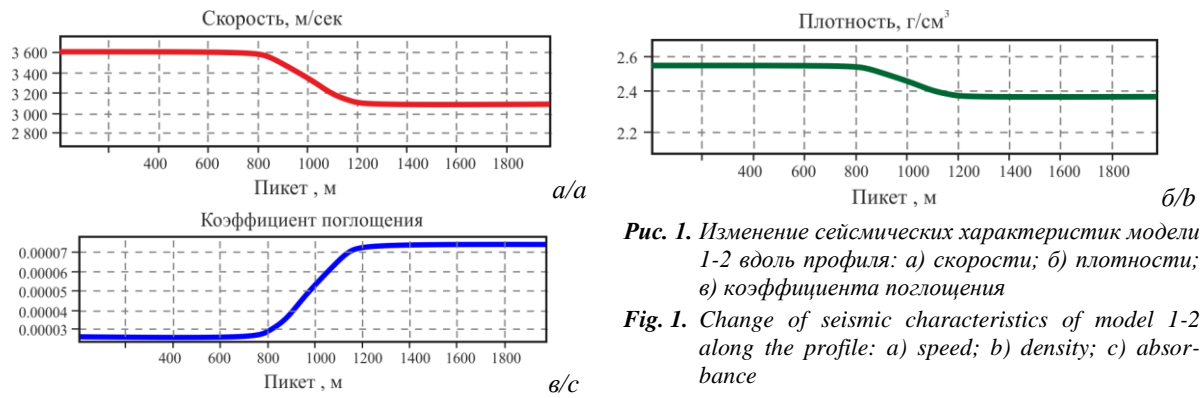 Скорость, м/сек
3 600
3 400
3 200
3 000
2 800
400 600 800 1000 1200 1400 1600 1800
Пикет , м
а/a
Плотность, г/см³
2.6
2.4
2.2
400 600 800 1000 1200 1400 1600 1800
Пикет , м
б/b
Коэффициент поглощения
0.00007
0.00006
0.00005
0.00004
0.00003
400 600 800 1000 1200 1400 1600 1800
Пикет , м
в/c
Рис. 1. Изменение сейсмических характеристик модели
1-2 вдоль профиля: а) скорости; б) плотности;
в) коэффициента поглощения
Fig. 1. Change of seismic characteristics of model 1-2
along the profile: a) speed; b) density; c) absor-
bance